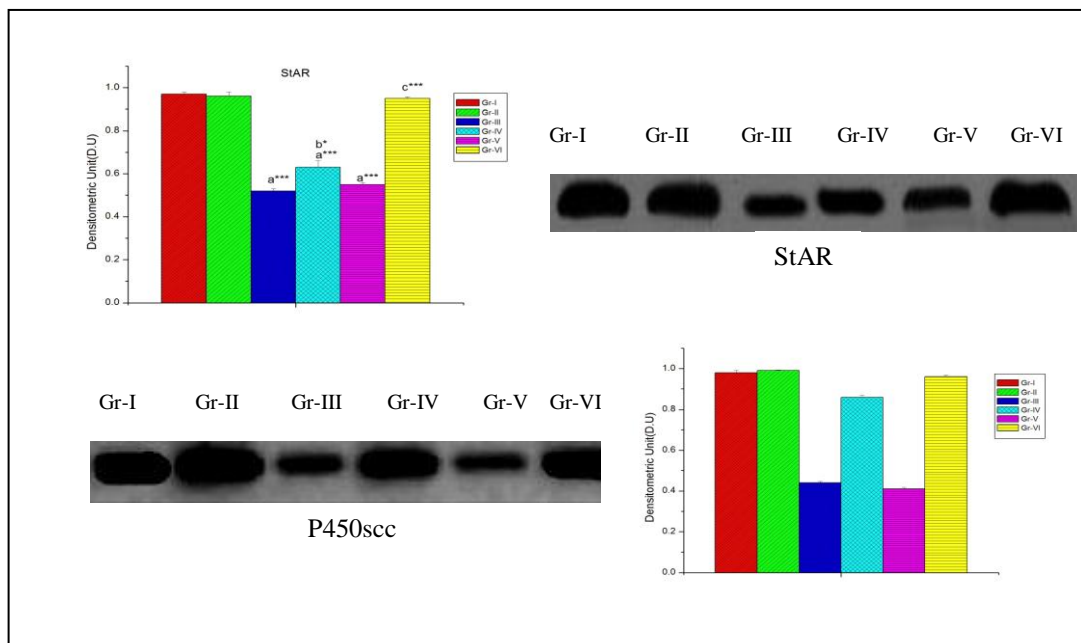 StAR
Densitometric Unit(D.U)
1.0
0.8
0.6
0.4
0.2
0.0
a***
b*
a***
a***
c***
Gr-I
Gr-II
Gr-III
Gr-IV
Gr-V
Gr-VI
Gr-I Gr-II Gr-III Gr-IV Gr-V Gr-VI
StAR
Gr-I Gr-II Gr-III Gr-IV Gr-V Gr-VI
P450scc
Densitometric Unit(D.U)
1.0
0.8
0.6
0.4
0.2
0.0
Gr-I
Gr-II
Gr-III
Gr-IV
Gr-V
Gr-VI